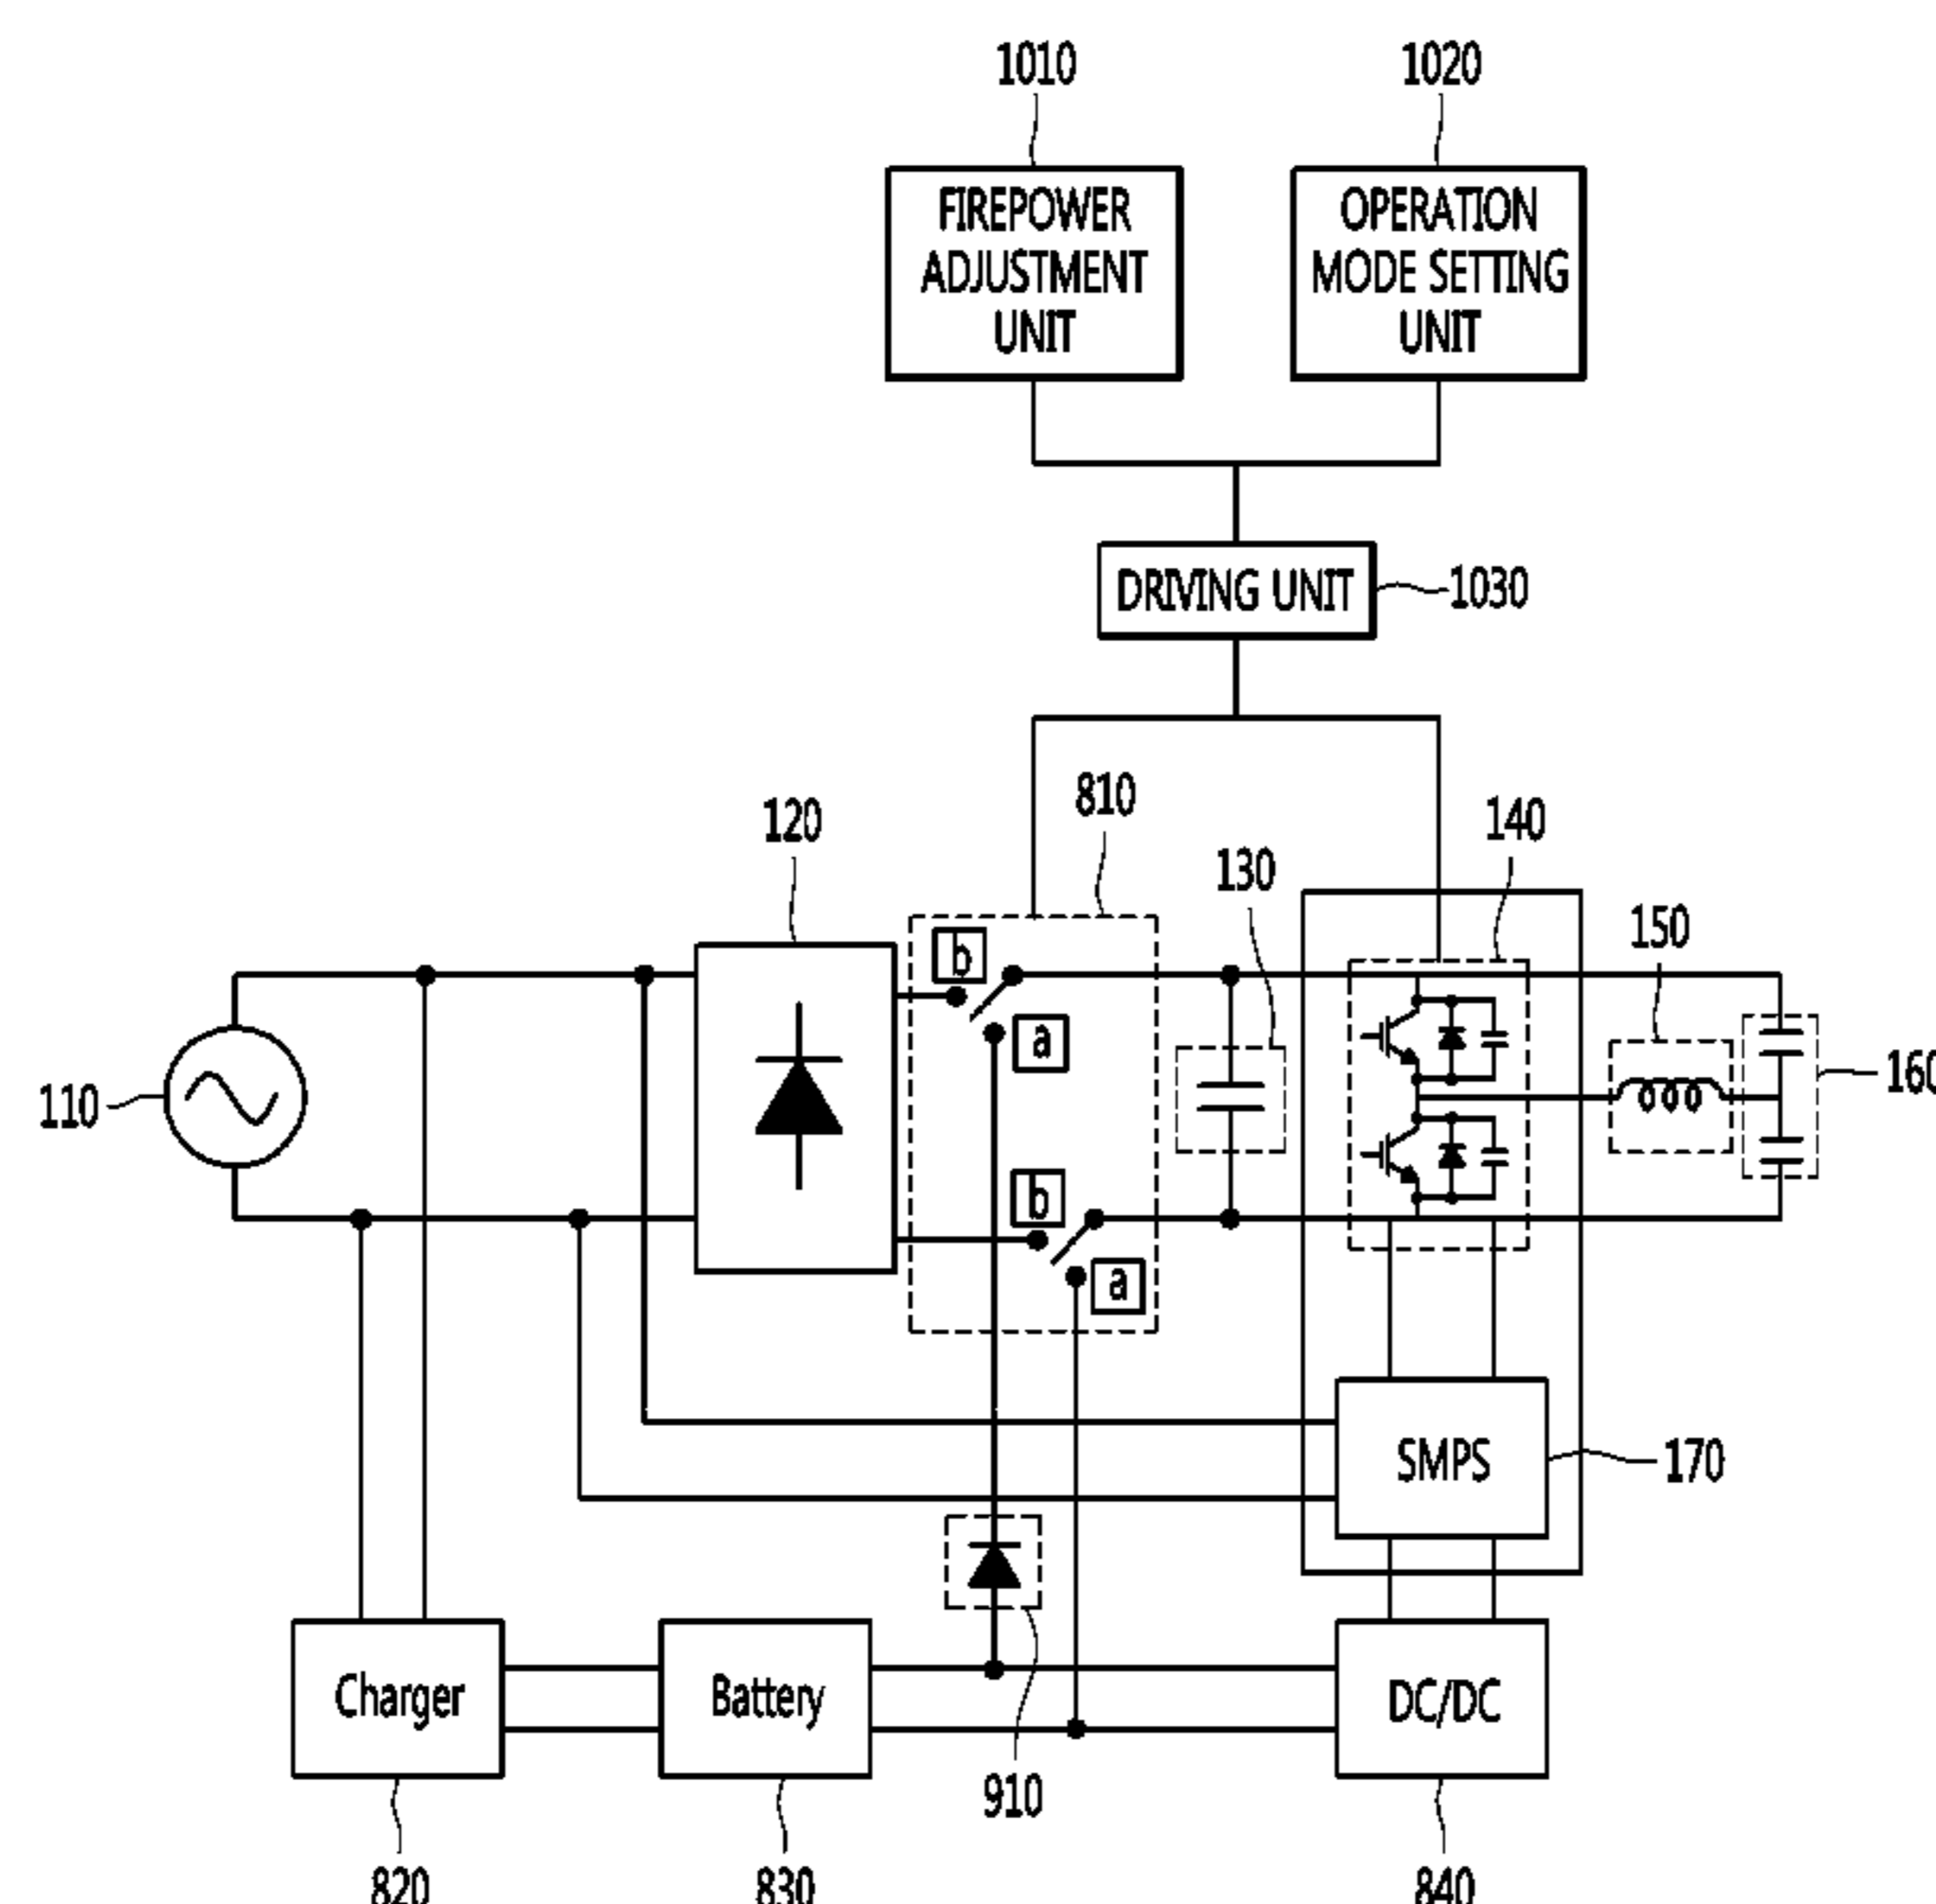 1010
1020
FIREPOWER
ADJUSTMENT
UNIT
OPERATION
MODE SETTING
UNIT
DRIVING UNIT
1030
810
120
140
130
150
b
a
110
160
b
a
SMPS
170
Charger
Battery
DC/DC
910
820
830
840